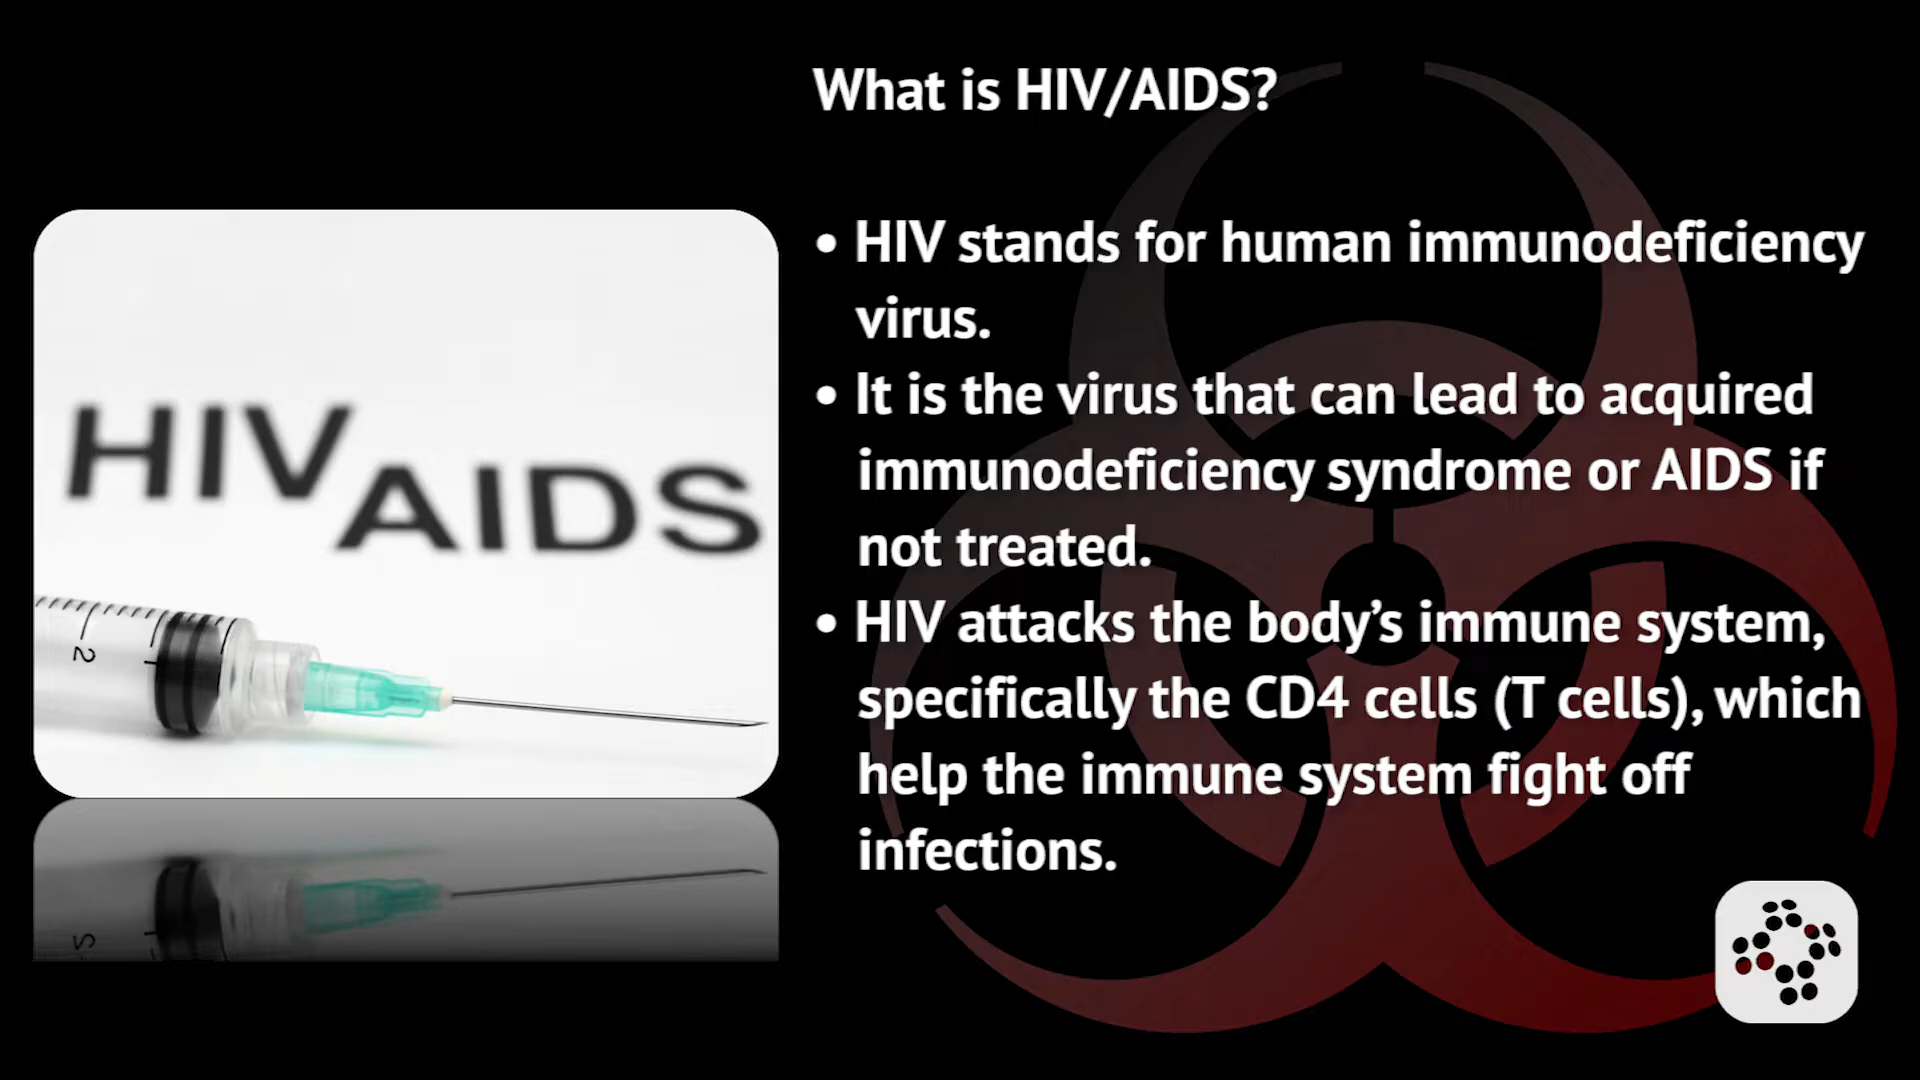 What is HIV/AIDS?
• HIV stands for human immunodeficiency
virus.
• It is the virus that can lead to acquired
immunodeficiency syndrome or AIDS if
not treated.
• HIV attacks the body’s immune system,
specifically the CD4 cells (T cells), which
help the immune system fight off
infections.
HIV
AIDS
2